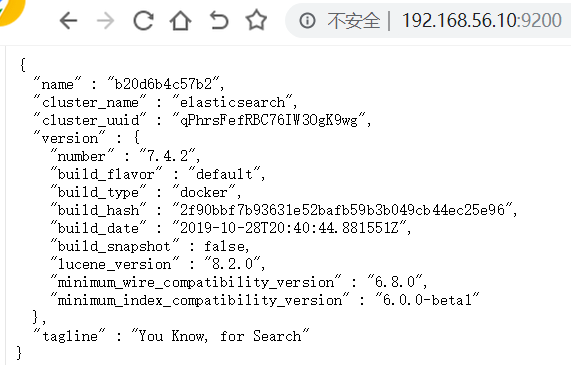 不安全 | 192.168.56.10:9200
{
"name" : "b20d6b4c57b2",
"cluster_name" : "elasticsearch",
"cluster_uuid" : "qPhrsFefRBC76IW3OgK9wg",
"version" : {
"number" : "7.4.2",
"build_flavor" : "default",
"build_type" : "docker",
"build_hash" : "2f90bbf7b93631e52bafb59b3b049cb44ec25e96",
"build_date" : "2019-10-28T20:40:44.881551Z",
"build_snapshot" : false,
"lucene_version" : "8.2.0",
"minimum_wire_compatibility_version" : "6.8.0",
"minimum_index_compatibility_version" : "6.0.0-beta1"
},
"tagline" : "You Know, for Search"
}